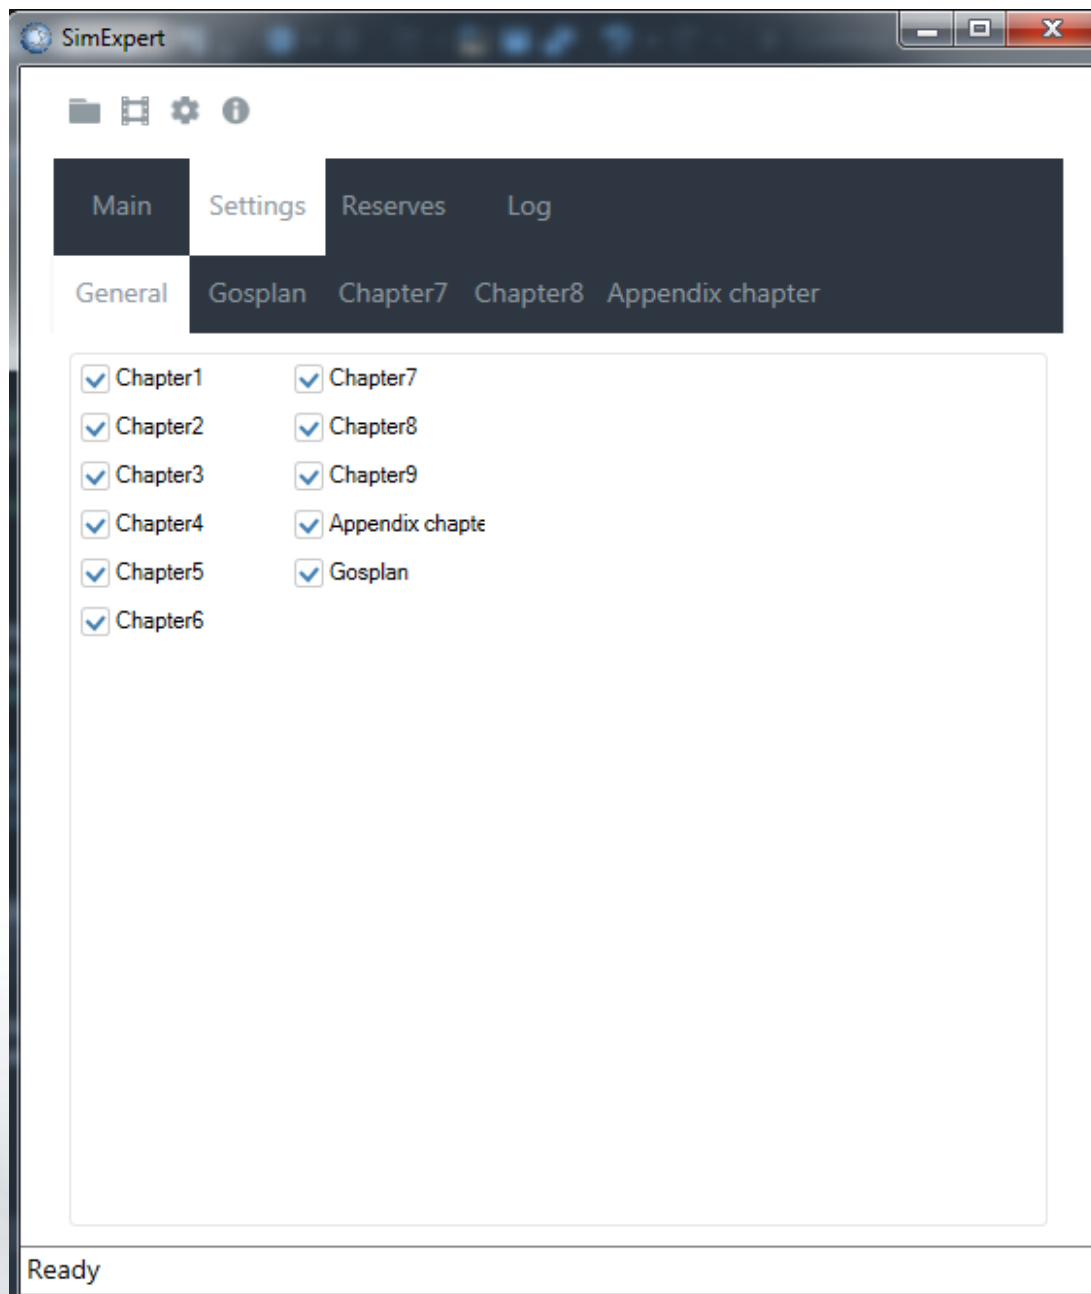 SimExpert
Main Settings Reserves Log
General Gosplan Chapter7 Chapter8 Appendix chapter
Chapter1 Chapter7
Chapter2 Chapter8
Chapter3 Chapter9
Chapter4 Appendix chapte
Chapter5 Gosplan
Chapter6
Ready